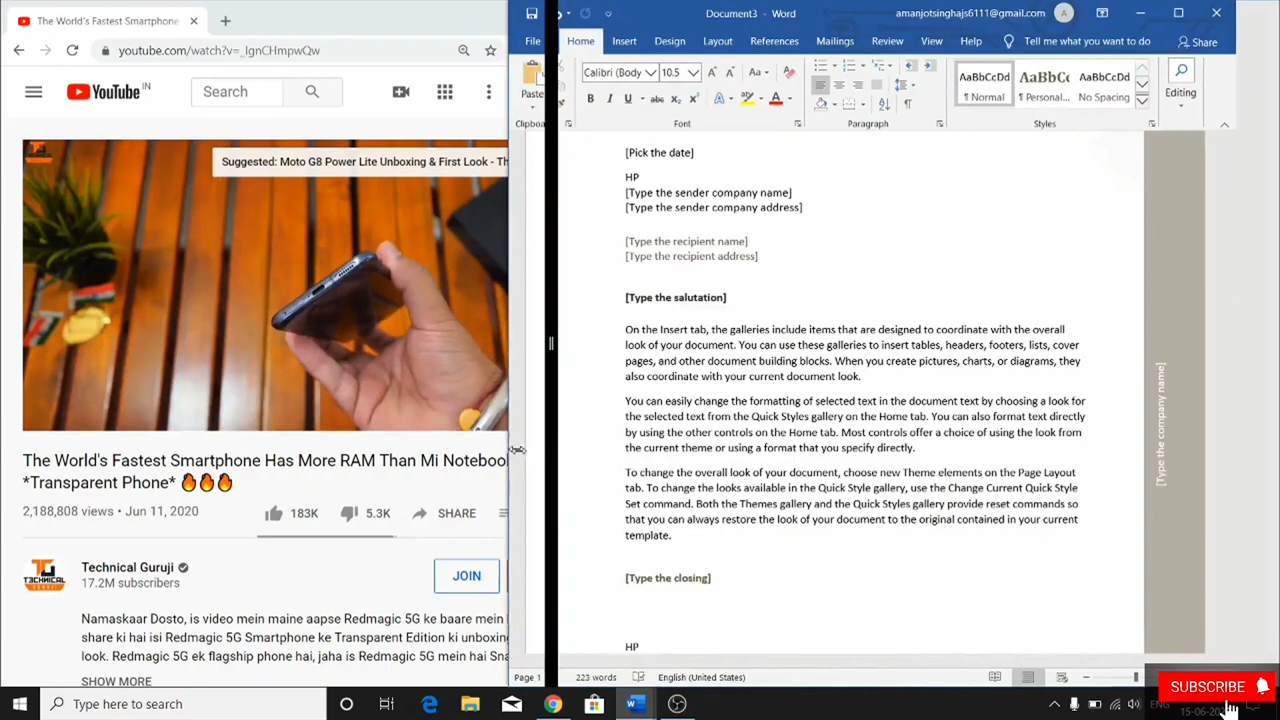 The World's Fastest Smartphone
youtube.com/watch?v=_IgnCHmpwQw
YouTube IN
Search
Suggested: Moto G8 Power Lite Unboxing & First Look - Th
The World's Fastest Smartphone Has More RAM Than Mi Noteboo
*Transparent Phone* 🔥🔥🔥
2,188,808 views • Jun 11, 2020
183K
5.3K
SHARE
Technical Guruji
17.2M subscribers
JOIN
Namaskaar Dosto, is video mein maine aapse Redmagic 5G ke baare mein
share ki hai isi Redmagic 5G Smartphone ke Transparent Edition ki unboxing
look. Redmagic 5G ek flagship phone hai, jaha is Redmagic 5G mein hai Sna
SHOW MORE
Document3 - Word
amanjotsinghajs6111@gmail.com
A
File
Home
Insert
Design
Layout
References
Mailings
Review
View
Help
Tell me what you want to do
Share
Paste
Calibri (Body
10.5
AaBbCcDd
AaBbCc
AaBbCcDd
¶ Normal
¶ Personal...
No Spacing
Editing
Clipboa
Font
Paragraph
Styles
[Pick the date]
HP
[Type the sender company name]
[Type the sender company address]
[Type the recipient name]
[Type the recipient address]
[Type the salutation]
On the Insert tab, the galleries include items that are designed to coordinate with the overall
look of your document. You can use these galleries to insert tables, headers, footers, lists, cover
pages, and other document building blocks. When you create pictures, charts, or diagrams, they
also coordinate with your current document look.
You can easily change the formatting of selected text in the document text by choosing a look for
the selected text from the Quick Styles gallery on the Home tab. You can also format text directly
by using the other controls on the Home tab. Most controls offer a choice of using the look from
the current theme or using a format that you specify directly.
To change the overall look of your document, choose new Theme elements on the Page Layout
tab. To change the looks available in the Quick Style gallery, use the Change Current Quick Style
Set command. Both the Themes gallery and the Quick Styles gallery provide reset commands so
that you can always restore the look of your document to the original contained in your current
template.
[Type the closing]
HP
[Type the company name]
Page 1
223 words
English (United States)
SUBSCRIBE
Type here to search
ENG
15-06-